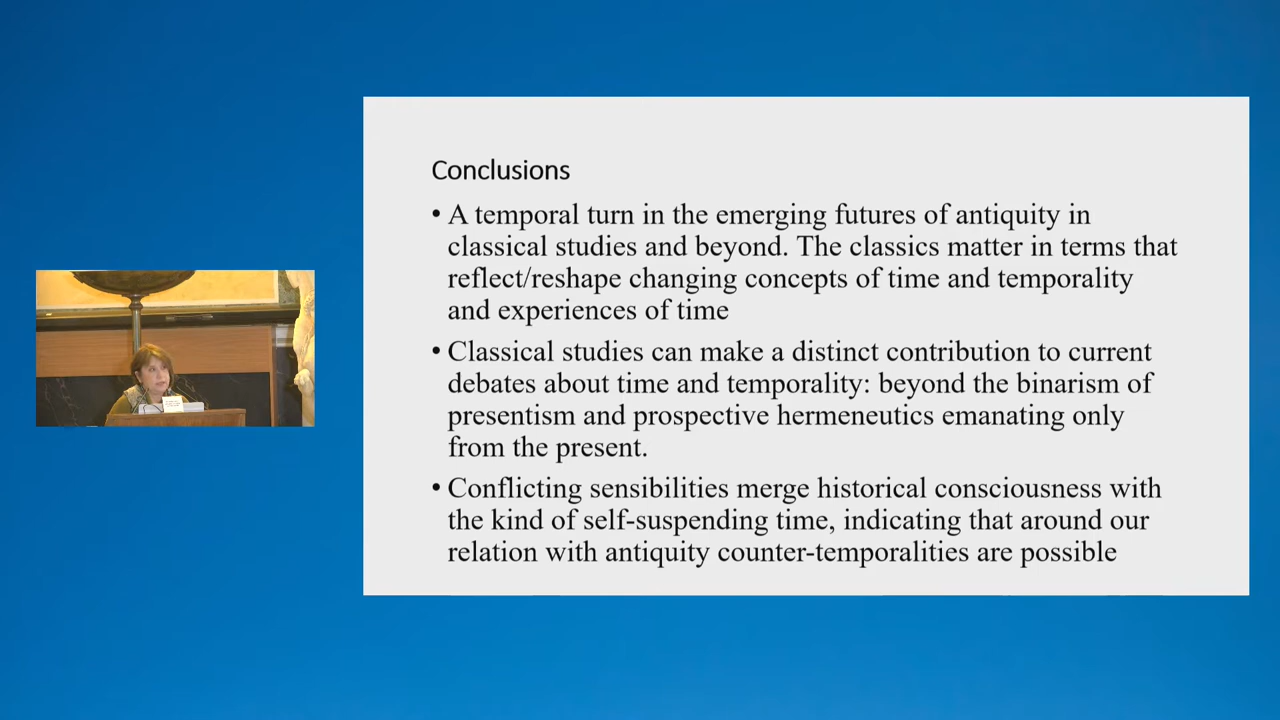 Conclusions
• A temporal turn in the emerging futures of antiquity in
classical studies and beyond. The classics matter in terms that
reflect/reshape changing concepts of time and temporality
and experiences of time
• Classical studies can make a distinct contribution to current
debates about time and temporality: beyond the binarism of
presentism and prospective hermeneutics emanating only
from the present.
• Conflicting sensibilities merge historical consciousness with
the kind of self-suspending time, indicating that around our
relation with antiquity counter-temporalities are possible